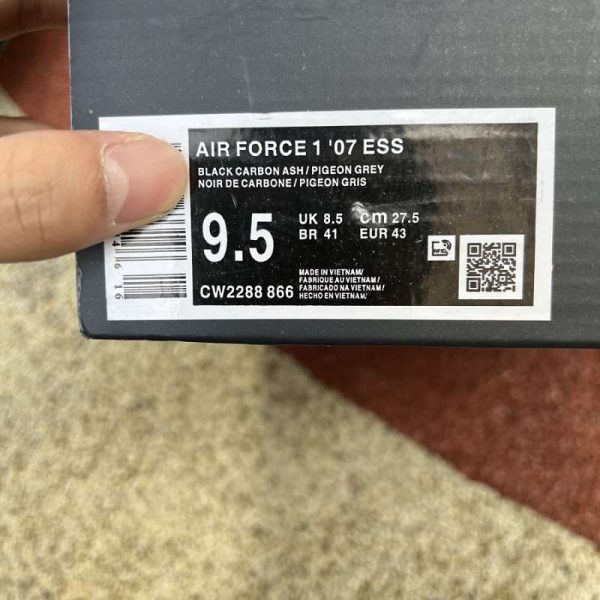 AIR FORCE 1 '07 ESS
BLACK CARBON ASH / PIGEON GREY
NOIR DE CARBONE / PIGEON GRIS
9.5
UK 8.5 cm 27.5
BR 41 EUR 43
CW2288 866
MADE IN VIETNAM/
FABRIQUE AU VIETNAM/
FABRICADO NA VIETNAM/
HECHO EN VIETNAM/